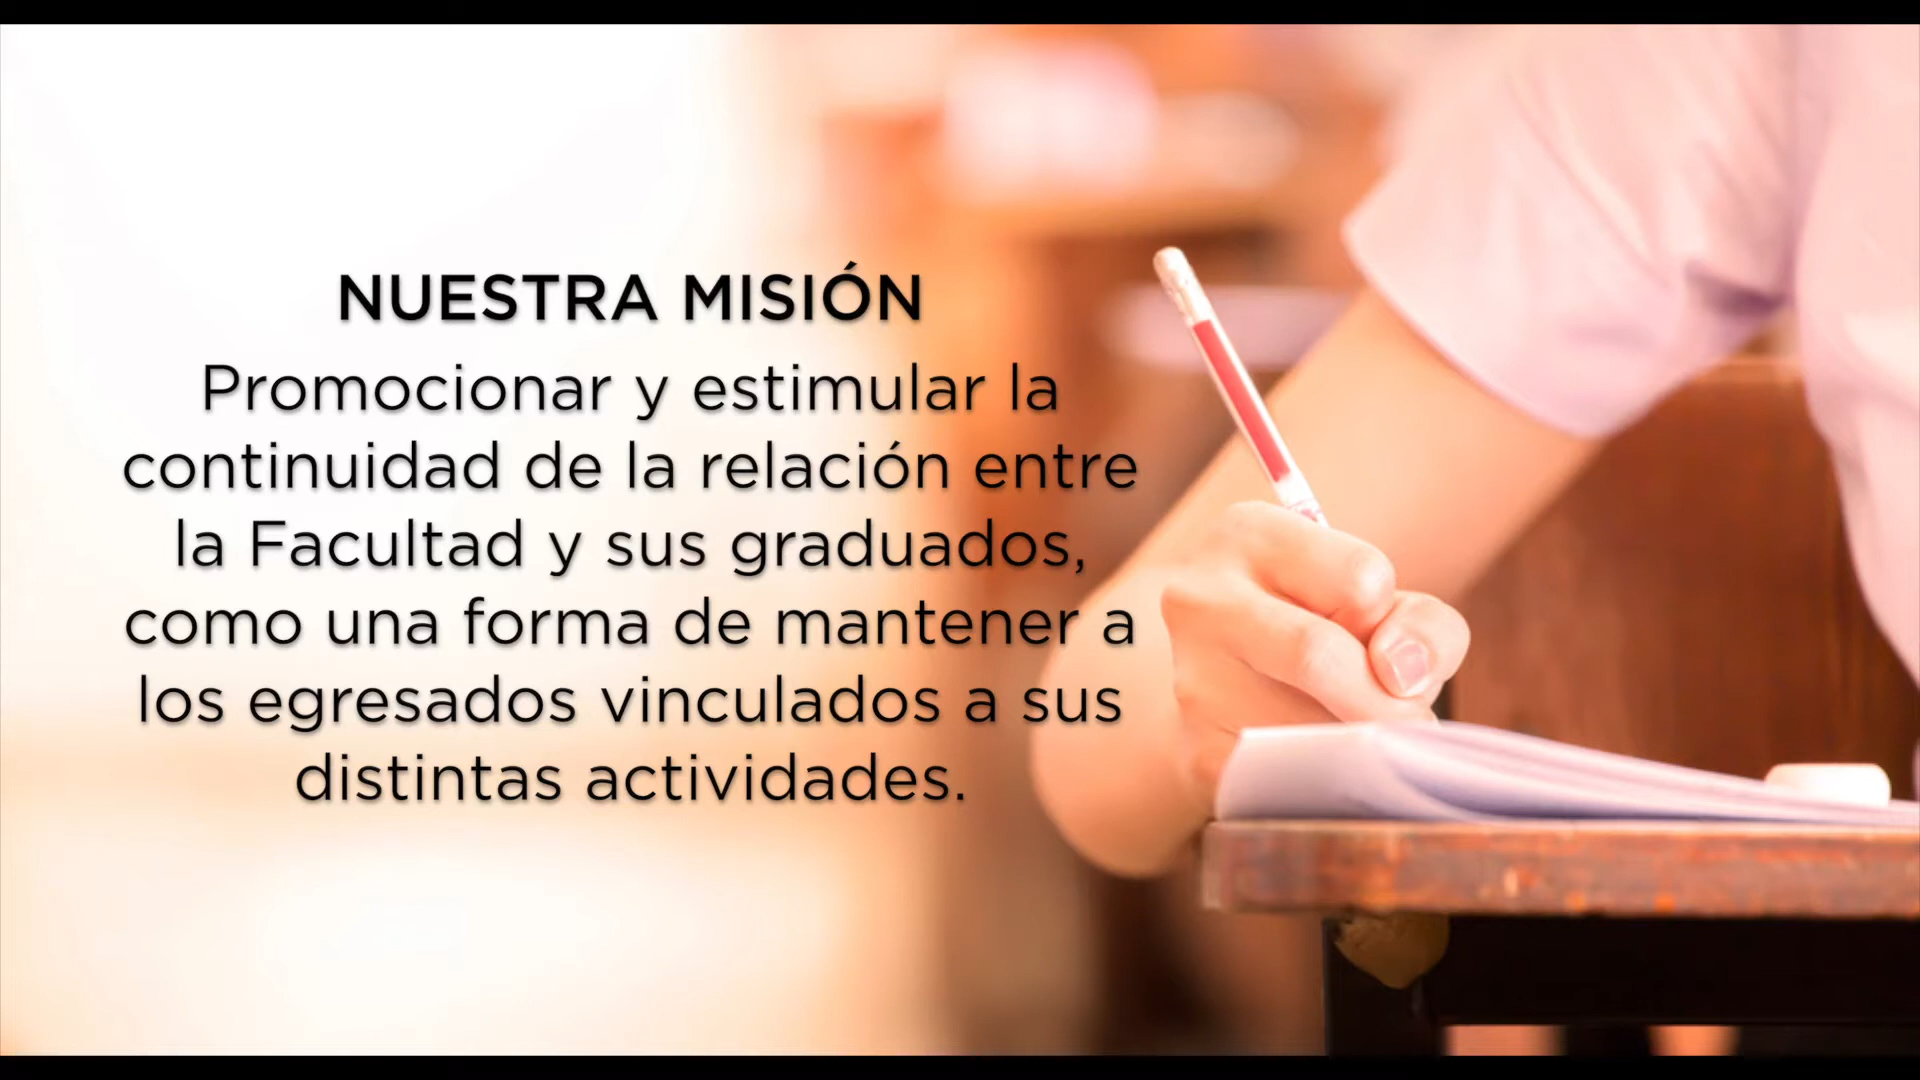 NUESTRA MISIÓN
Promocionar y estimular la
continuidad de la relación entre
la Facultad y sus graduados,
como una forma de mantener a
los egresados vinculados a sus
distintas actividades.